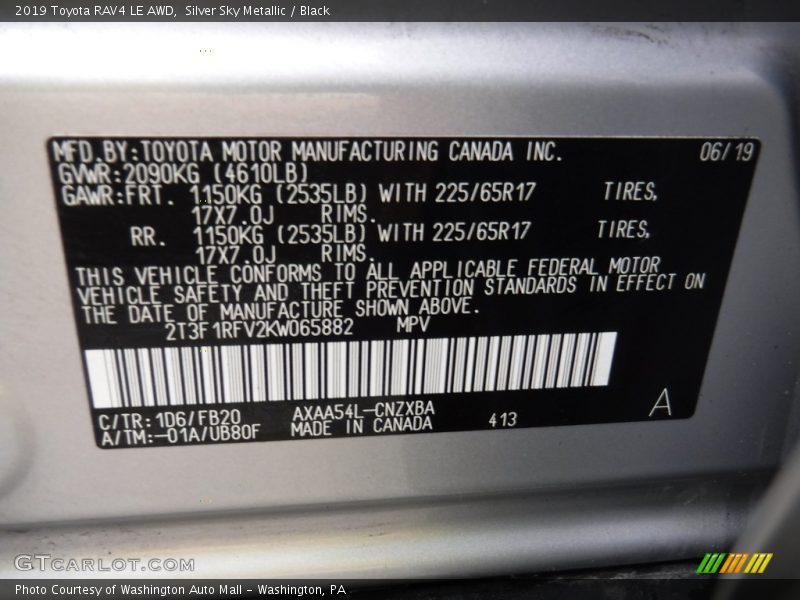 2019 Toyota RAV4 LE AWD,  Silver Sky Metallic / Black
MFD.BY:TOYOTA MOTOR MANUFACTURING CANADA INC. 06/19
GVWR:2090KG (4610LB)
GAWR:FRT. 1150KG (2535LB) WITH 225/65R17 TIRES,
17X7.0J RIMS.
RR. 1150KG (2535LB) WITH 225/65R17 TIRES,
17X7.0J RIMS.
THIS VEHICLE CONFORMS TO ALL APPLICABLE FEDERAL MOTOR
VEHICLE SAFETY AND THEFT PREVENTION STANDARDS IN EFFECT ON
THE DATE OF MANUFACTURE SHOWN ABOVE.
2T3F1RFV2KW065882 MPV
C/TR:1D6/FB20 AXAA54L-CNZXBA 413 A
A/TM:-01A/UB80F MADE IN CANADA
GTCarLot.com
Photo Courtesy of Washington Auto Mall - Washington, PA